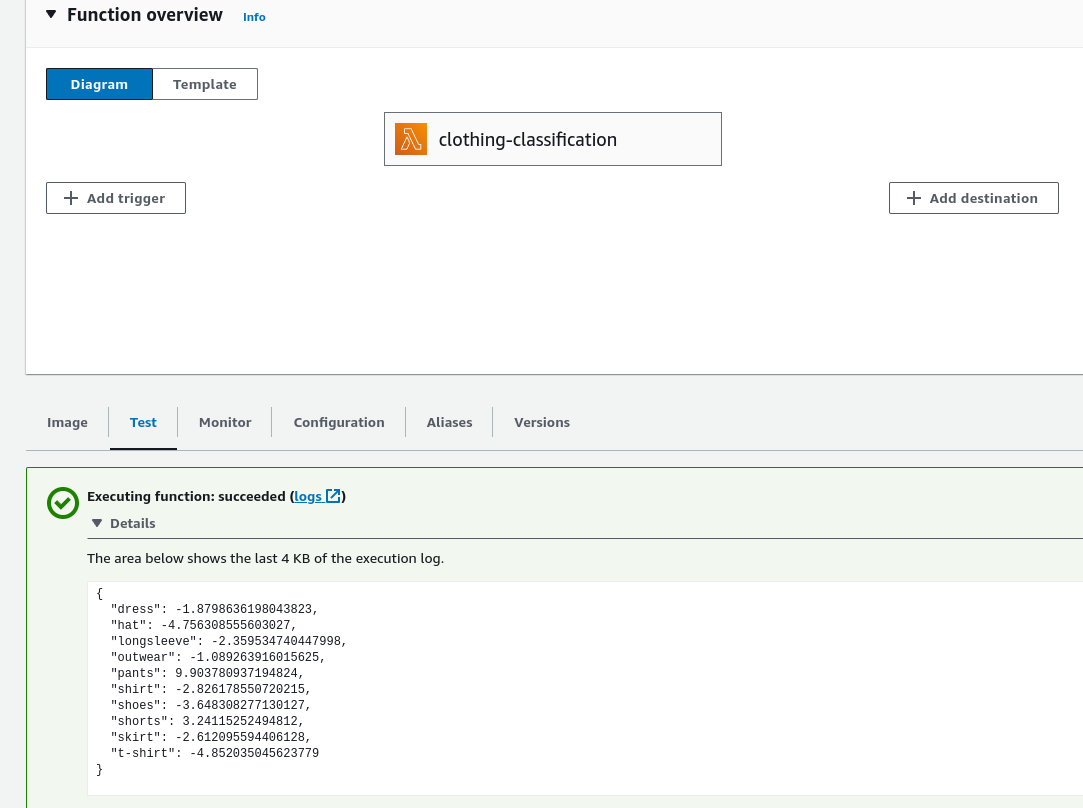 Function overview Info
Diagram Template
clothing-classification
Add trigger Add destination
Image Test Monitor Configuration Aliases Versions
Executing function: succeeded (logs)
Details
The area below shows the last 4 KB of the execution log.
{
"dress": -1.8798636198043823,
"hat": -4.756308555603027,
"longsleeve": -2.359534740447998,
"outwear": -1.089263916015625,
"pants": 9.903780937194824,
"shirt": -2.826178550720215,
"shoes": -3.648308277130127,
"shorts": 3.24115252494812,
"skirt": -2.612095594406128,
"t-shirt": -4.852035045623779
}